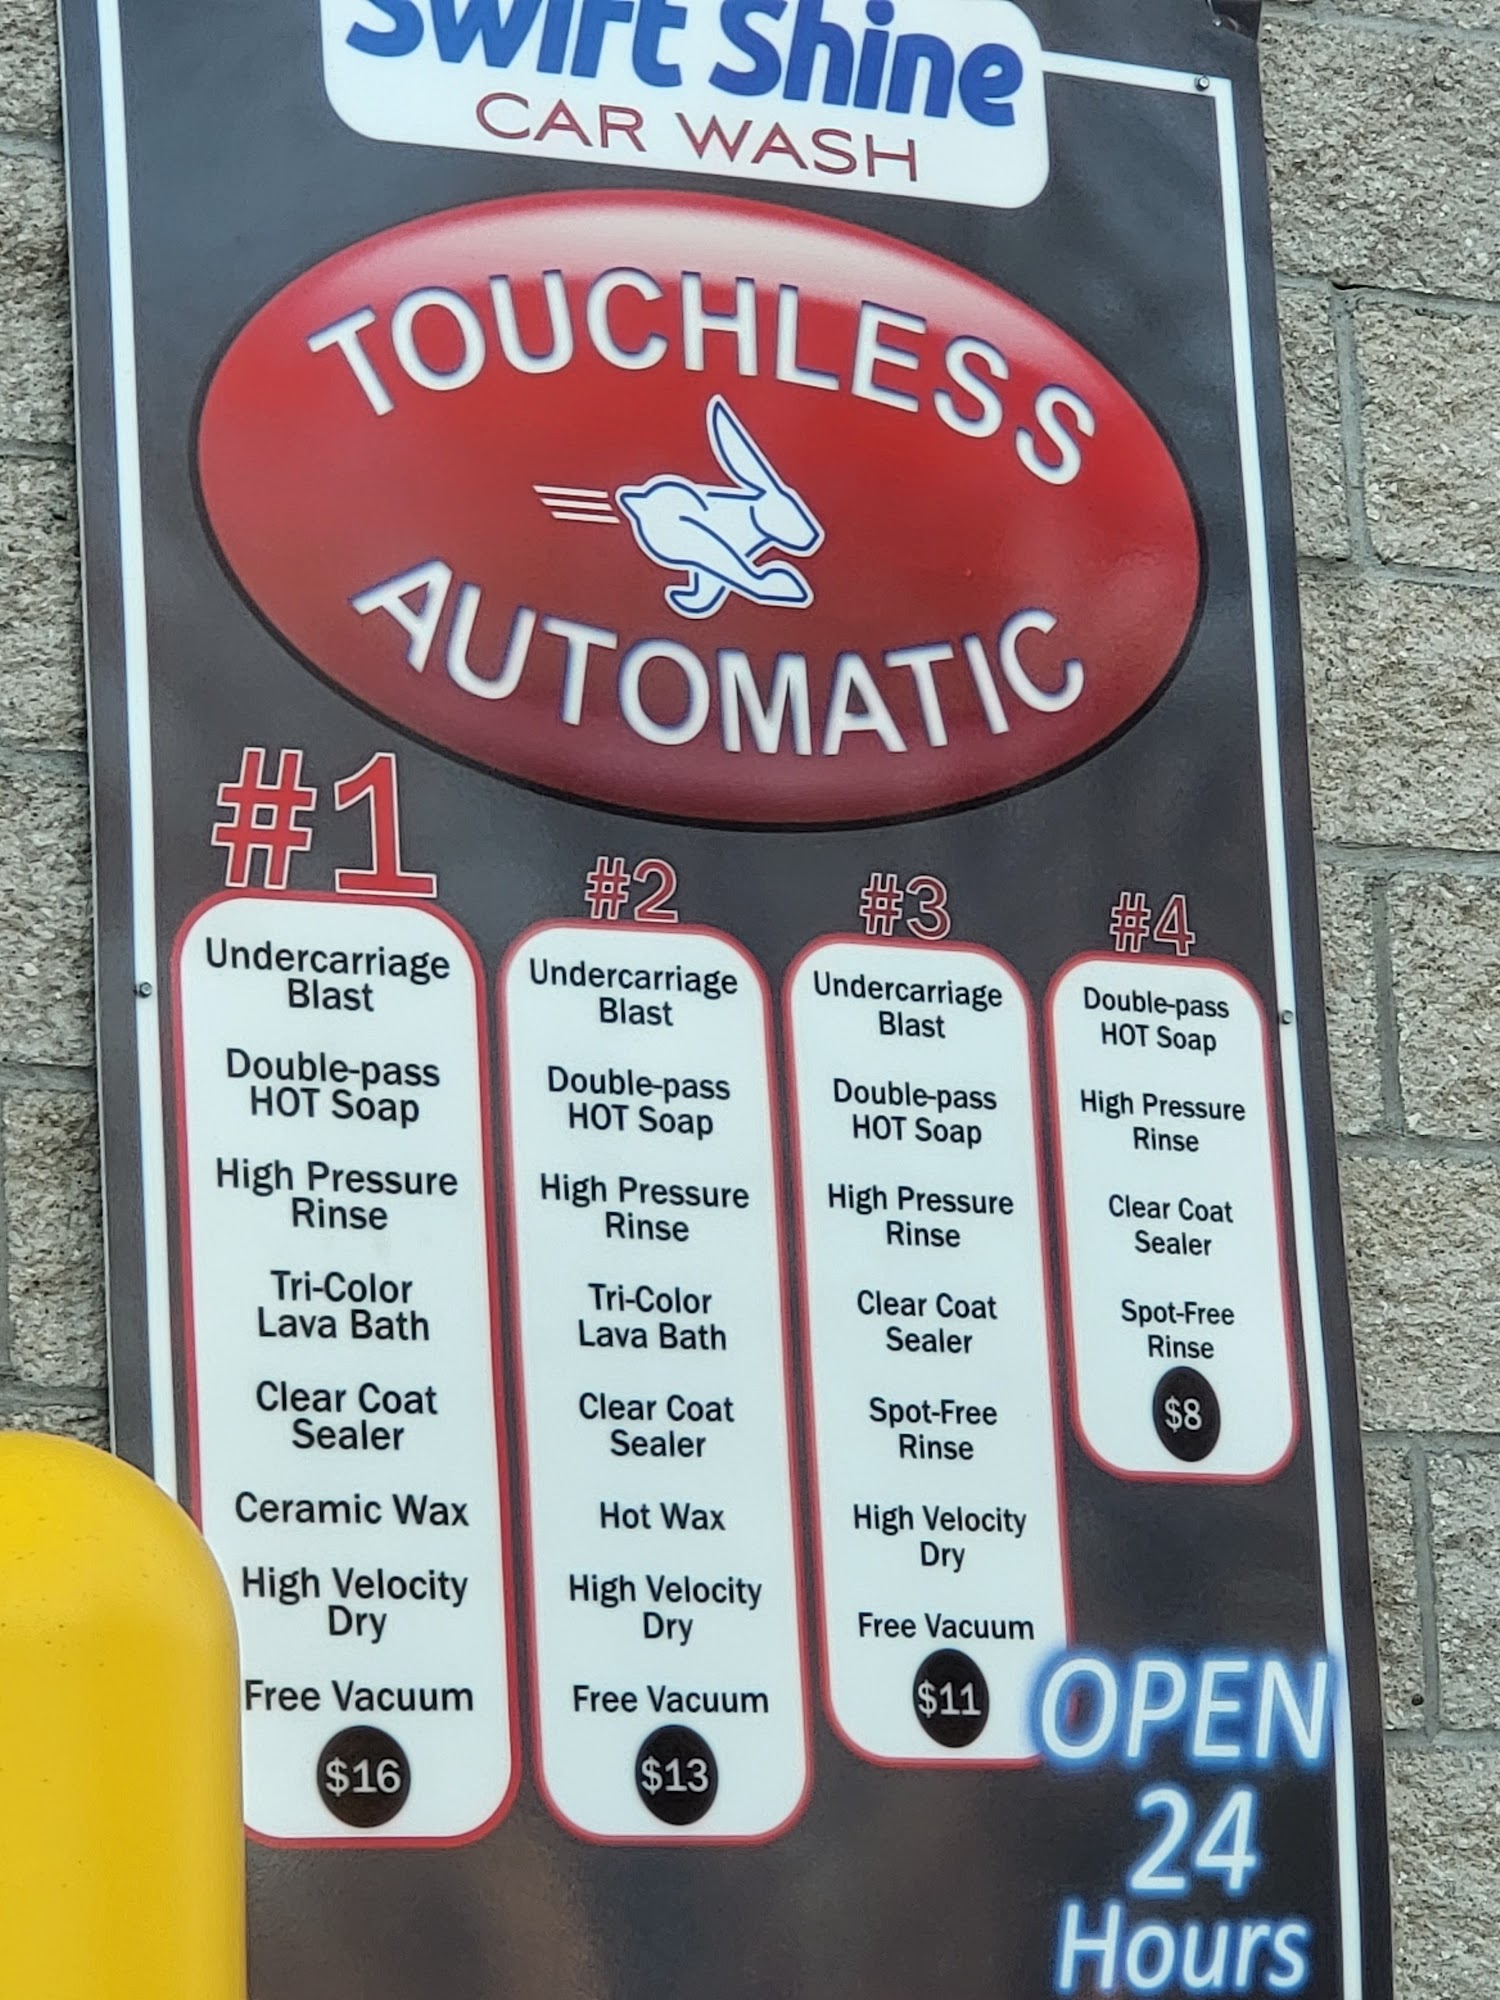 Swift Shine
CAR WASH
TOUCHLESS
AUTOMATIC
#1
Undercarriage
Blast
Double-pass
HOT Soap
High Pressure
Rinse
Tri-Color
Lava Bath
Clear Coat
Sealer
Ceramic Wax
High Velocity
Dry
Free Vacuum
$16
#2
Undercarriage
Blast
Double-pass
HOT Soap
High Pressure
Rinse
Tri-Color
Lava Bath
Clear Coat
Sealer
Hot Wax
High Velocity
Dry
Free Vacuum
$13
#3
Undercarriage
Blast
Double-pass
HOT Soap
High Pressure
Rinse
Clear Coat
Sealer
Spot-Free
Rinse
High Velocity
Dry
Free Vacuum
$11
#4
Double-pass
HOT Soap
High Pressure
Rinse
Clear Coat
Sealer
Spot-Free
Rinse
$8
OPEN
24
Hours